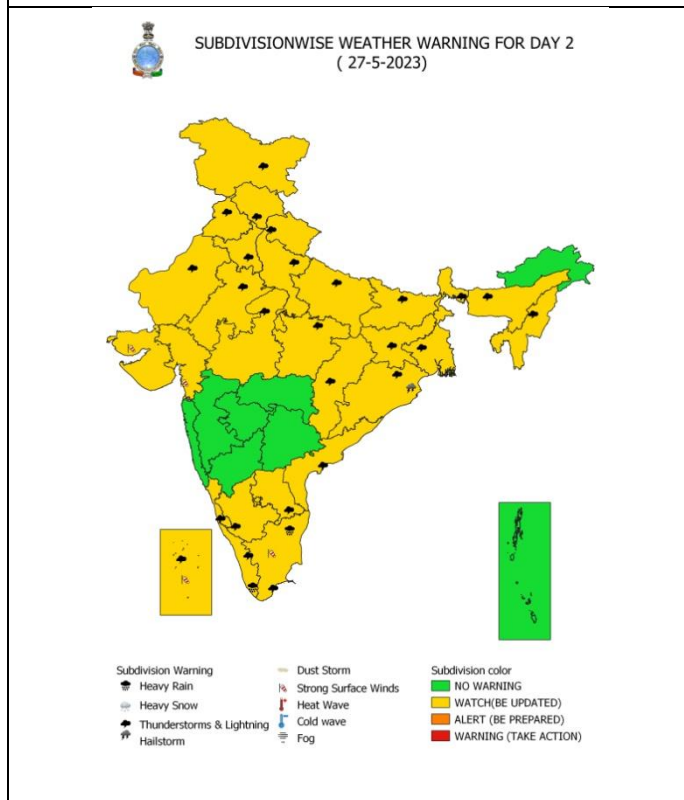 SUBDIVISIONWISE WEATHER WARNING FOR DAY 2
( 27-5-2023)
Subdivision Warning
Heavy Rain
Heavy Snow
Thunderstorms & Lightning
Hailstorm
Dust Storm
Strong Surface Winds
Heat Wave
Cold wave
Fog
Subdivision color
NO WARNING
WATCH(BE UPDATED)
ALERT (BE PREPARED)
WARNING (TAKE ACTION)